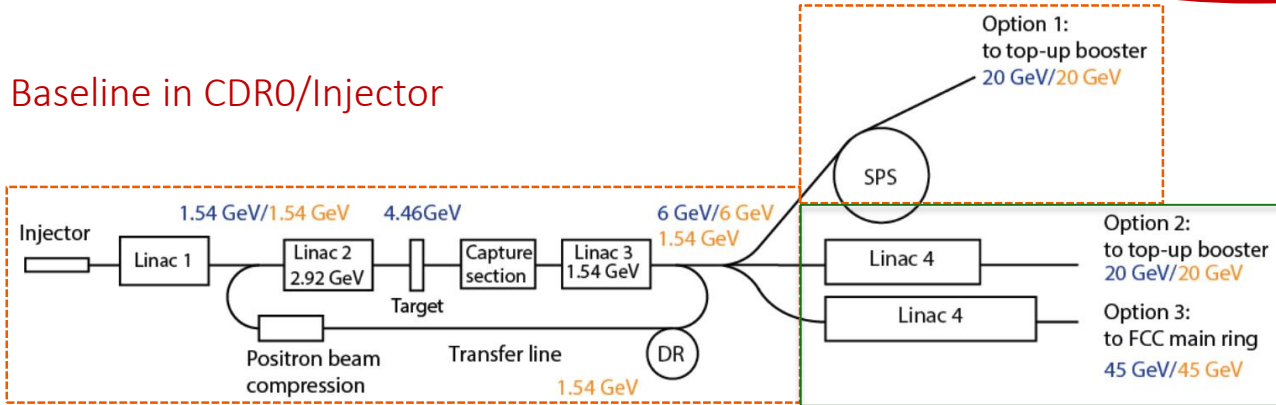 Baseline in CDR0/Injector
Option 1:
to top-up booster
20 GeV/20 GeV
SPS
1.54 GeV/1.54 GeV
4.46GeV
6 GeV/6 GeV
1.54 GeV
Injector
Linac 1
Linac 2
2.92 GeV
Target
Capture
section
Linac 3
1.54 GeV
Positron beam
compression
Transfer line
1.54 GeV
DR
Linac 4
Option 2:
to top-up booster
20 GeV/20 GeV
Linac 4
Option 3:
to FCC main ring
45 GeV/45 GeV